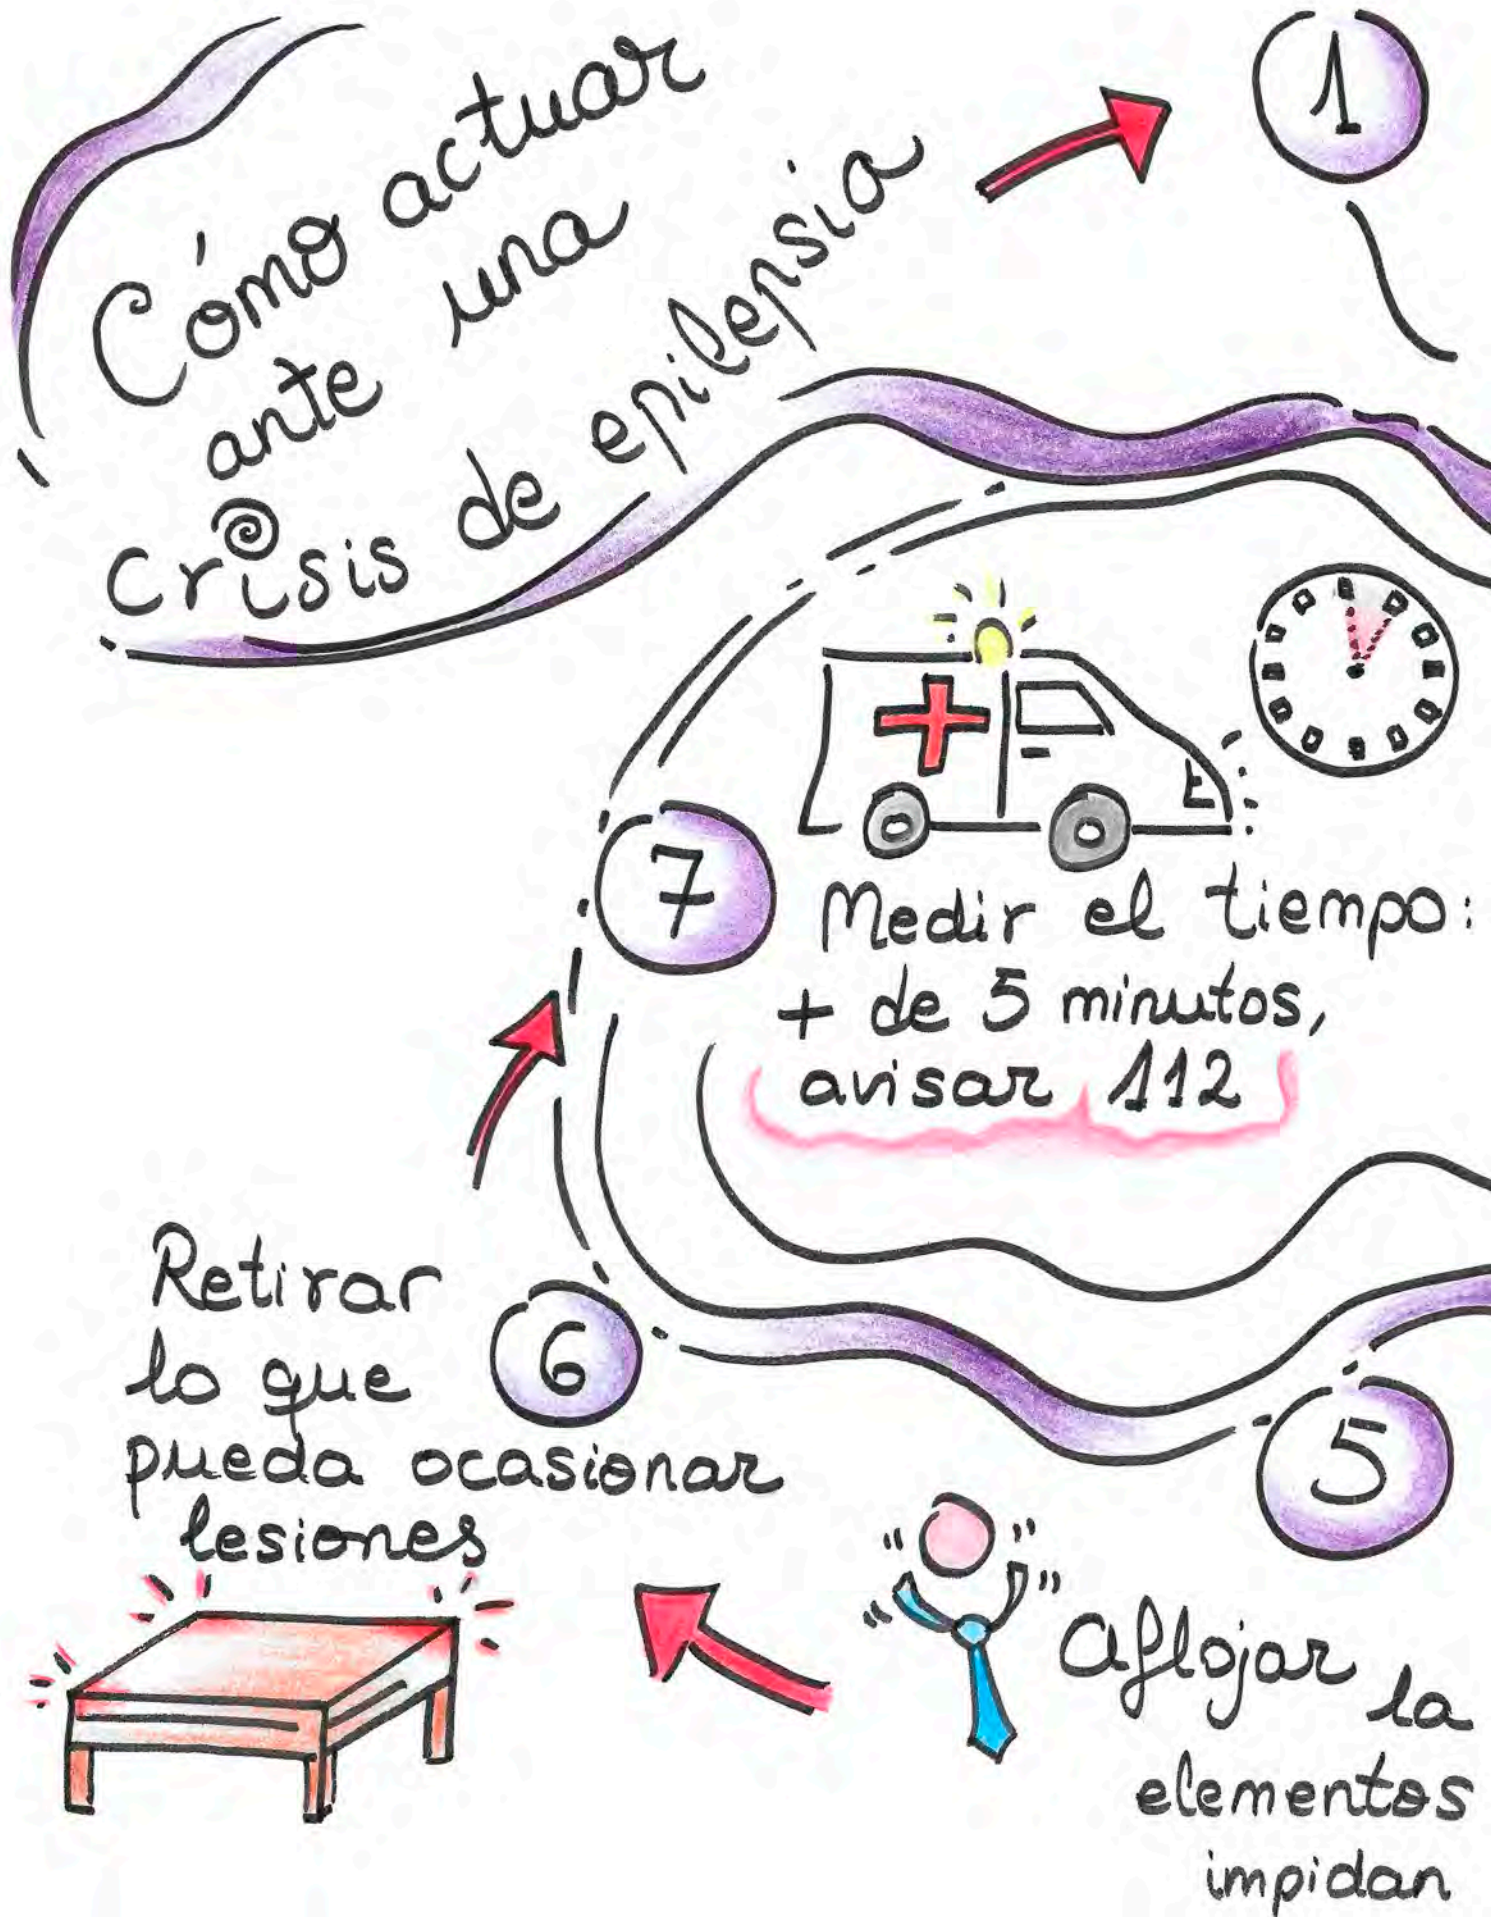 Cómo actuar
ante una
crisis de epilepsia
1
7
Medir el tiempo:
+ de 5 minutos,
avisar 112
Retirar
lo que
pueda ocasionar
lesiones
6
5
Aflojar la
elementos
impidan